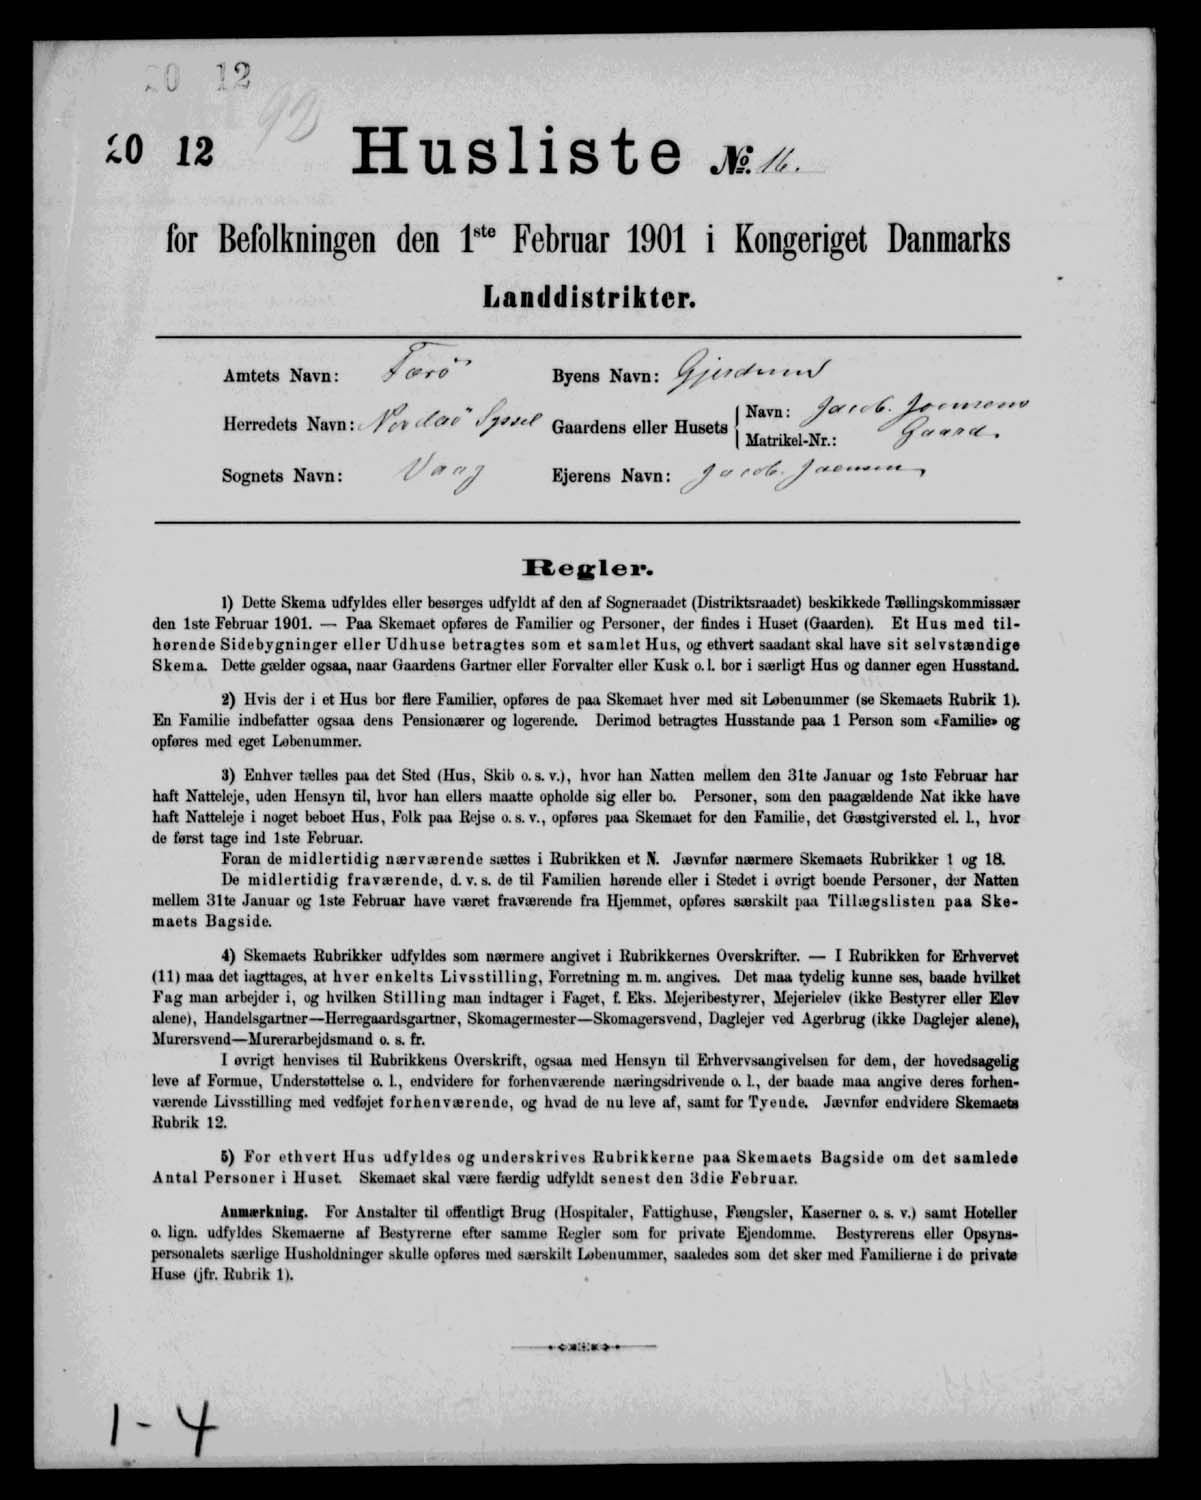 20 12
92
20 12 Husliste No. 16.
for Befolkningen den 1ste Februar 1901 i Kongeriget Danmarks
Landdistrikter.
Amtets Navn: Færö Byens Navn:
Herredets Navn: Norderö Syssel Gaardens eller Husets Navn: Jacob. Joensens
Matrikel-Nr.: Gaard.
Sognets Navn: Vaag Ejerens Navn: Jacob. Joensen,
Regler.
1) Dette Skema udfyldes eller besørges udfyldt af den af Sogneraadet (Distriktsraadet) beskikkede Tællingskommissær
den 1ste Februar 1901. — Paa Skemaet opføres de Familier og Personer, der findes i Huset (Gaarden). Et Hus med til-
hørende Sidebygninger eller Udhuse betragtes som et samlet Hus, og ethvert saadant skal have sit selvstændige
Skema. Dette gælder ogsaa, naar Gaardens Gartner eller Forvalter eller Kusk o. l. bor i særligt Hus og danner egen Husstand.
2) Hvis der i et Hus bor flere Familier, opføres de paa Skemaet hver med sit Løbenummer (se Skemaets Rubrik 1).
En Familie indbefatter ogsaa dens Pensionærer og logerende. Derimod betragtes Husstande paa 1 Person som «Familie» og
opføres med eget Løbenummer.
3) Enhver tælles paa det Sted (Hus, Skib o. s. v.), hvor han Natten mellem den 31te Januar og 1ste Februar har
haft Natteleje, uden Hensyn til, hvor han ellers maatte opholde sig eller bo. Personer, som den paagældende Nat ikke have
haft Natteleje i noget beboet Hus, Folk paa Rejse o. s. v., opføres paa Skemaet for den Familie, det Gæstgiversted el. l., hvor
de først tage ind 1ste Februar.
Foran de midlertidig nærværende sættes i Rubrikken et N. Jævnfør nærmere Skemaets Rubrikker 1 og 18.
De midlertidig fraværende, d. v. s. de til Familien hørende eller i Stedet i øvrigt boende Personer, der Natten
mellem 31te Januar og 1ste Februar have været fraværende fra Hjemmet, opføres særskilt paa Tillægslisten paa Ske-
maets Bagside.
4) Skemaets Rubrikker udfyldes som nærmere angivet i Rubrikkernes Overskrifter. — I Rubrikken for Erhvervet
(11) maa det iagttages, at hver enkelts Livsstilling, Forretning m. m. angives. Det maa tydelig kunne ses, baade hvilket
Fag man arbejder i, og hvilken Stilling man indtager i Faget, f. Eks. Mejeribestyrer, Mejerielev (ikke Bestyrer eller Elev
alene), Handelsgartner—Herregaardsgartner, Skomagermester—Skomagersvend, Daglejer ved Agerbrug (ikke Daglejer alene),
Murersvend—Murerarbejdsmand o. s. fr.
I øvrigt henvises til Rubrikkens Overskrift, ogsaa med Hensyn til Erhvervsangivelsen for dem, der hovedsagelig
leve af Formue, Understøttelse o. l., endvidere for forhenværende næringsdrivende o. l., der baade maa angive deres forhen-
værende Livsstilling med vedføjet forhenværende, og hvad de nu leve af, samt for Tyende. Jævnfør endvidere Skemaets
Rubrik 12.
5) For ethvert Hus udfyldes og underskrives Rubrikkerne paa Skemaets Bagside om det samlede
Antal Personer i Huset. Skemaet skal være færdig udfyldt senest den 3die Februar.
Anmærkning. For Anstalter til offentligt Brug (Hospitaler, Fattighuse, Fængsler, Kaserner o. s. v.) samt Hoteller
o. lign. udfyldes Skemaerne af Bestyrerne efter samme Regler som for private Ejendomme. Bestyrerens eller Opsyns-
personalets særlige Husholdninger skulle opføres med særskilt Løbenummer, saaledes som det sker med Familierne i de private
Huse (jfr. Rubrik 1).
1-4